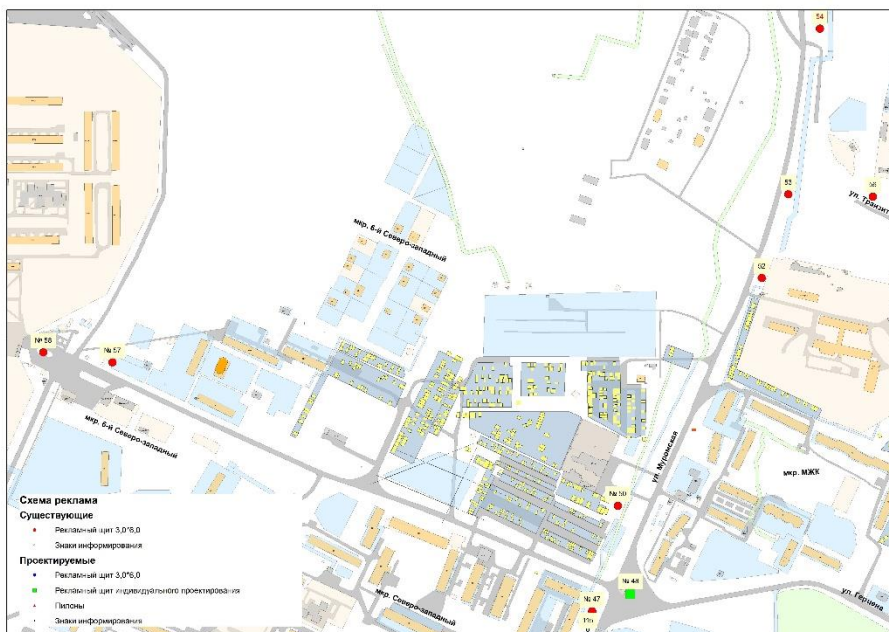 54
53
56
ул. Транзит
мкр. 6-й Северо-западный
52
№ 58
№ 57
мкр. 6-й Северо-западный
ул. Муромская
мкр. МЖК
№ 50
Схема реклама
Существующие
Рекламный щит 3,0*6,0
Знаки информирования
Проектируемые
Рекламный щит 3,0*6,0
Рекламный щит индивидуального проектирования
Пилоны
Знаки информирования
мкр. Северо-западный
№ 47
№ 48
ул. Герцена